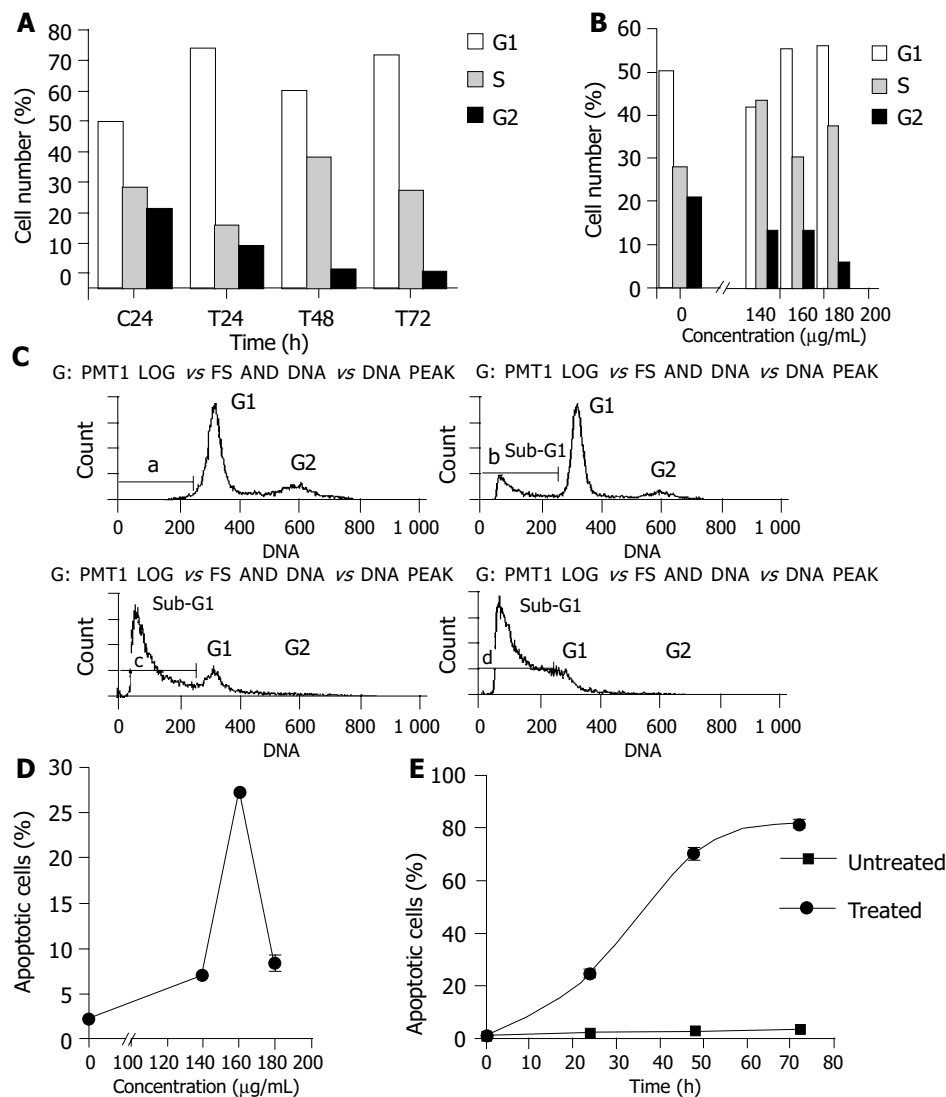 A
80
70
60
50
40
30
20
10
0
Cell number (%)
C24 T24 T48 T72
Time (h)
G1
S
G2
B
60
50
40
30
20
10
0
Cell number (%)
0 140 160 180 200
Concentration (µg/mL)
G1
S
G2
C
G: PMT1 LOG vs FS AND DNA vs DNA PEAK
Count
a
G1
G2
0 200 400 600 800 1 000
DNA
G: PMT1 LOG vs FS AND DNA vs DNA PEAK
Count
b
Sub-G1
G1
G2
0 200 400 600 800 1 000
DNA
G: PMT1 LOG vs FS AND DNA vs DNA PEAK
Count
Sub-G1
c
G1
G2
0 200 400 600 800 1 000
DNA
G: PMT1 LOG vs FS AND DNA vs DNA PEAK
Count
Sub-G1
d
G1
G2
0 200 400 600 800 1 000
DNA
D
30
25
20
15
10
5
0
Apoptotic cells (%)
0 100 120 140 160 180 200
Concentration (µg/mL)
E
100
80
60
40
20
0
Apoptotic cells (%)
0 10 20 30 40 50 60 70 80
Time (h)
Untreated
Treated